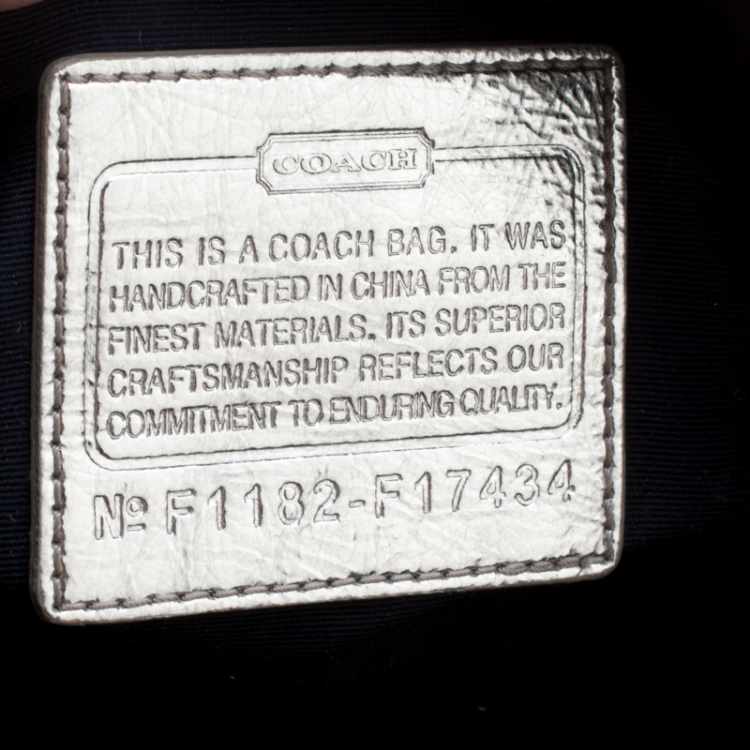 COACH
THIS IS A COACH BAG. IT WAS
HANDCRAFTED IN CHINA FROM THE
FINEST MATERIALS. ITS SUPERIOR
CRAFTSMANSHIP REFLECTS OUR
COMMITMENT TO ENDURING QUALITY.
Nº F1182-F17434